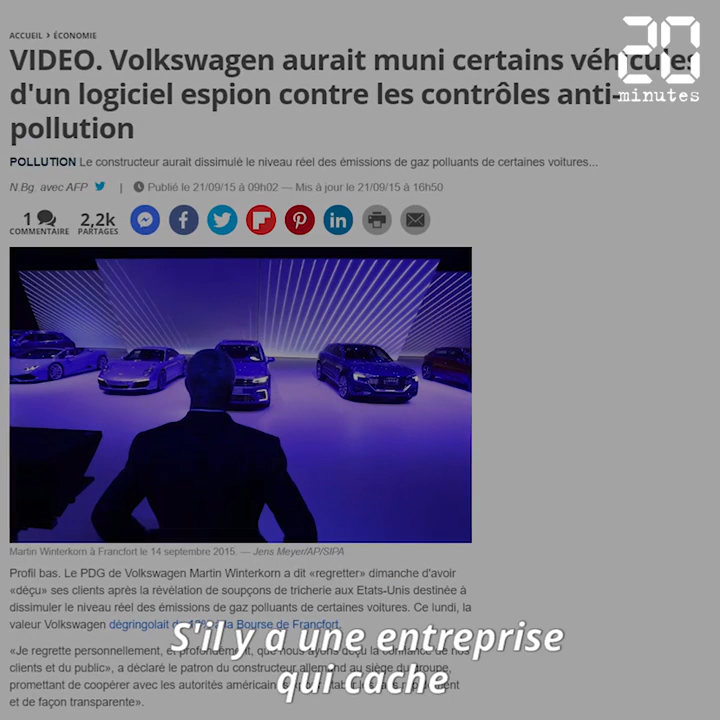 20
minutes
ACCUEIL › ÉCONOMIE
VIDEO. Volkswagen aurait muni certains véhicules
d'un logiciel espion contre les contrôles anti-
pollution
POLLUTION Le constructeur aurait dissimulé le niveau réel des émissions de gaz polluants de certaines voitures...
N.Bg. avec AFP | Publié le 21/09/15 à 09h02 — Mis à jour le 21/09/15 à 16h50
1 2,2k
COMMENTAIRE PARTAGES
Martin Winterkorn à Francfort le 14 septembre 2015. — Jens Meyer/AP/SIPA
Profil bas. Le PDG de Volkswagen Martin Winterkorn a dit «regretter» dimanche d'avoir
«déçu» ses clients après la révélation de soupçons de tricherie aux Etats-Unis destinée à
dissimuler le niveau réel des émissions de gaz polluants de certaines voitures. Ce lundi, la
valeur Volkswagen dégringolait de à la Bourse de Francfort.
«Je regrette personnellement, et profondément, que nous ayons déçu la confiance de nos
clients et du public», a déclaré le patron du constructeur allemand au siège du groupe,
promettant de coopérer avec les autorités
et de façon transparente».
S'il y a une entreprise
qui cache